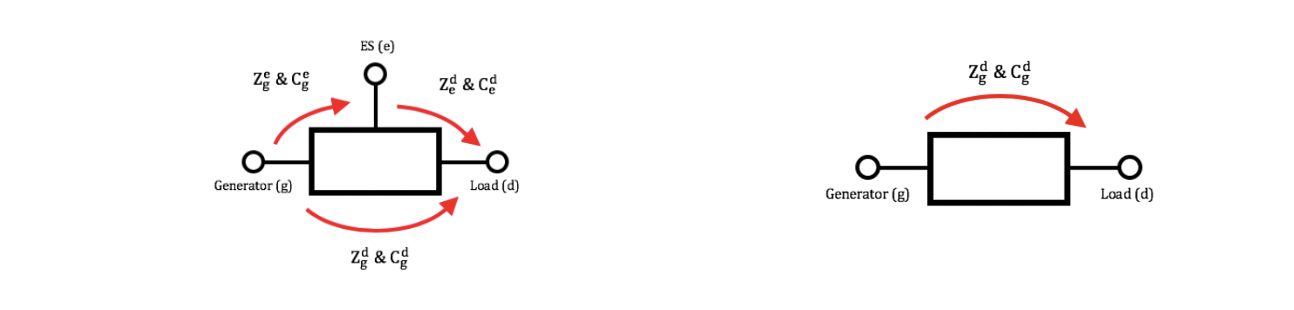 ES (e)
Z_g^e & C_g^e
Z_e^d & C_e^d
Generator (g)
Load (d)
Z_g^d & C_g^d
Z_g^d & C_g^d
Generator (g)
Load (d)